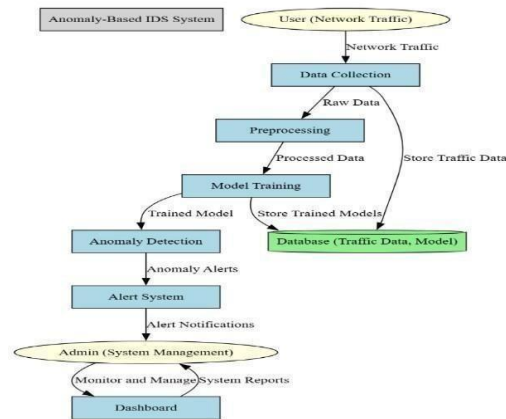 Anomaly-Based IDS System
User (Network Traffic)
Network Traffic
Data Collection
Raw Data
Preprocessing
Processed Data
Store Traffic Data
Model Training
Trained Model
Store Trained Models
Anomaly Detection
Database (Traffic Data, Model)
Anomaly Alerts
Alert System
Alert Notifications
Admin (System Management)
Monitor and Manage
System Reports
Dashboard